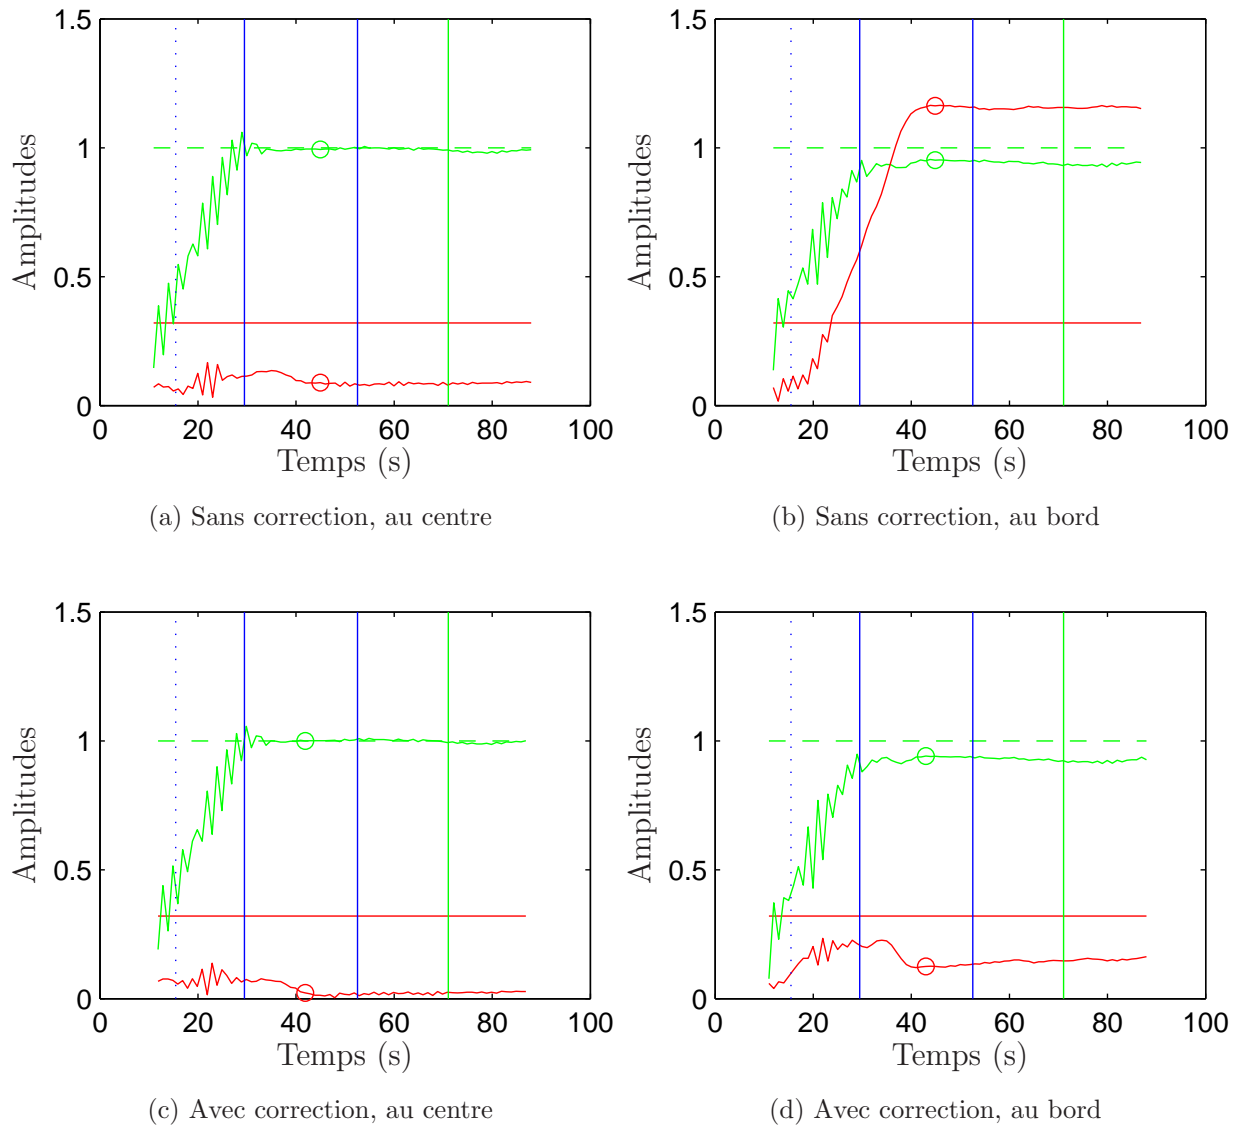 1.5
1
0.5
0
Amplitudes
0 20 40 60 80 100
Temps (s)
(a) Sans correction, au centre
1.5
1
0.5
0
Amplitudes
0 20 40 60 80 100
Temps (s)
(b) Sans correction, au bord
1.5
1
0.5
0
Amplitudes
0 20 40 60 80 100
Temps (s)
(c) Avec correction, au centre
1.5
1
0.5
0
Amplitudes
0 20 40 60 80 100
Temps (s)
(d) Avec correction, au bord